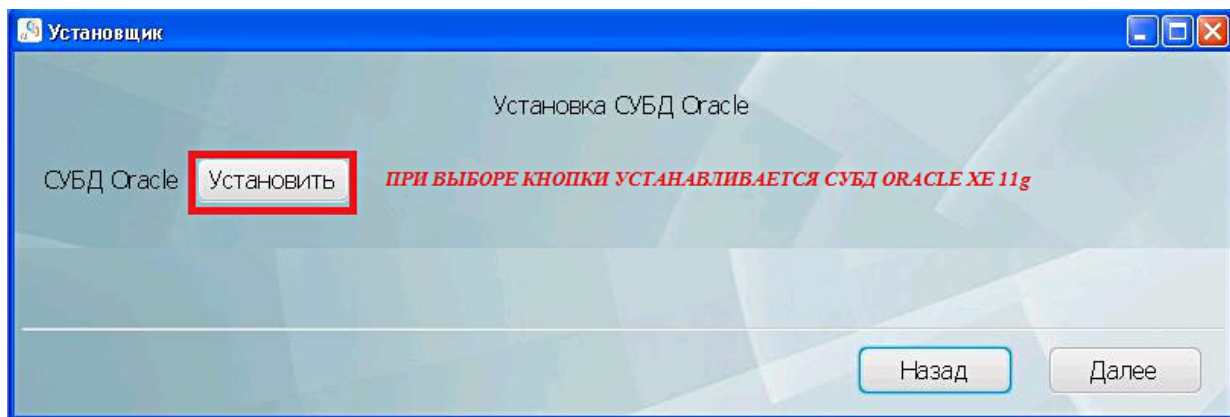 Установщик
Установка СУБД Oracle
СУБД Oracle Установить ПРИ ВЫБОРЕ КНОПКИ УСТАНАВЛИВАЕТСЯ СУБД ORACLE XE 11g
Назад Далее